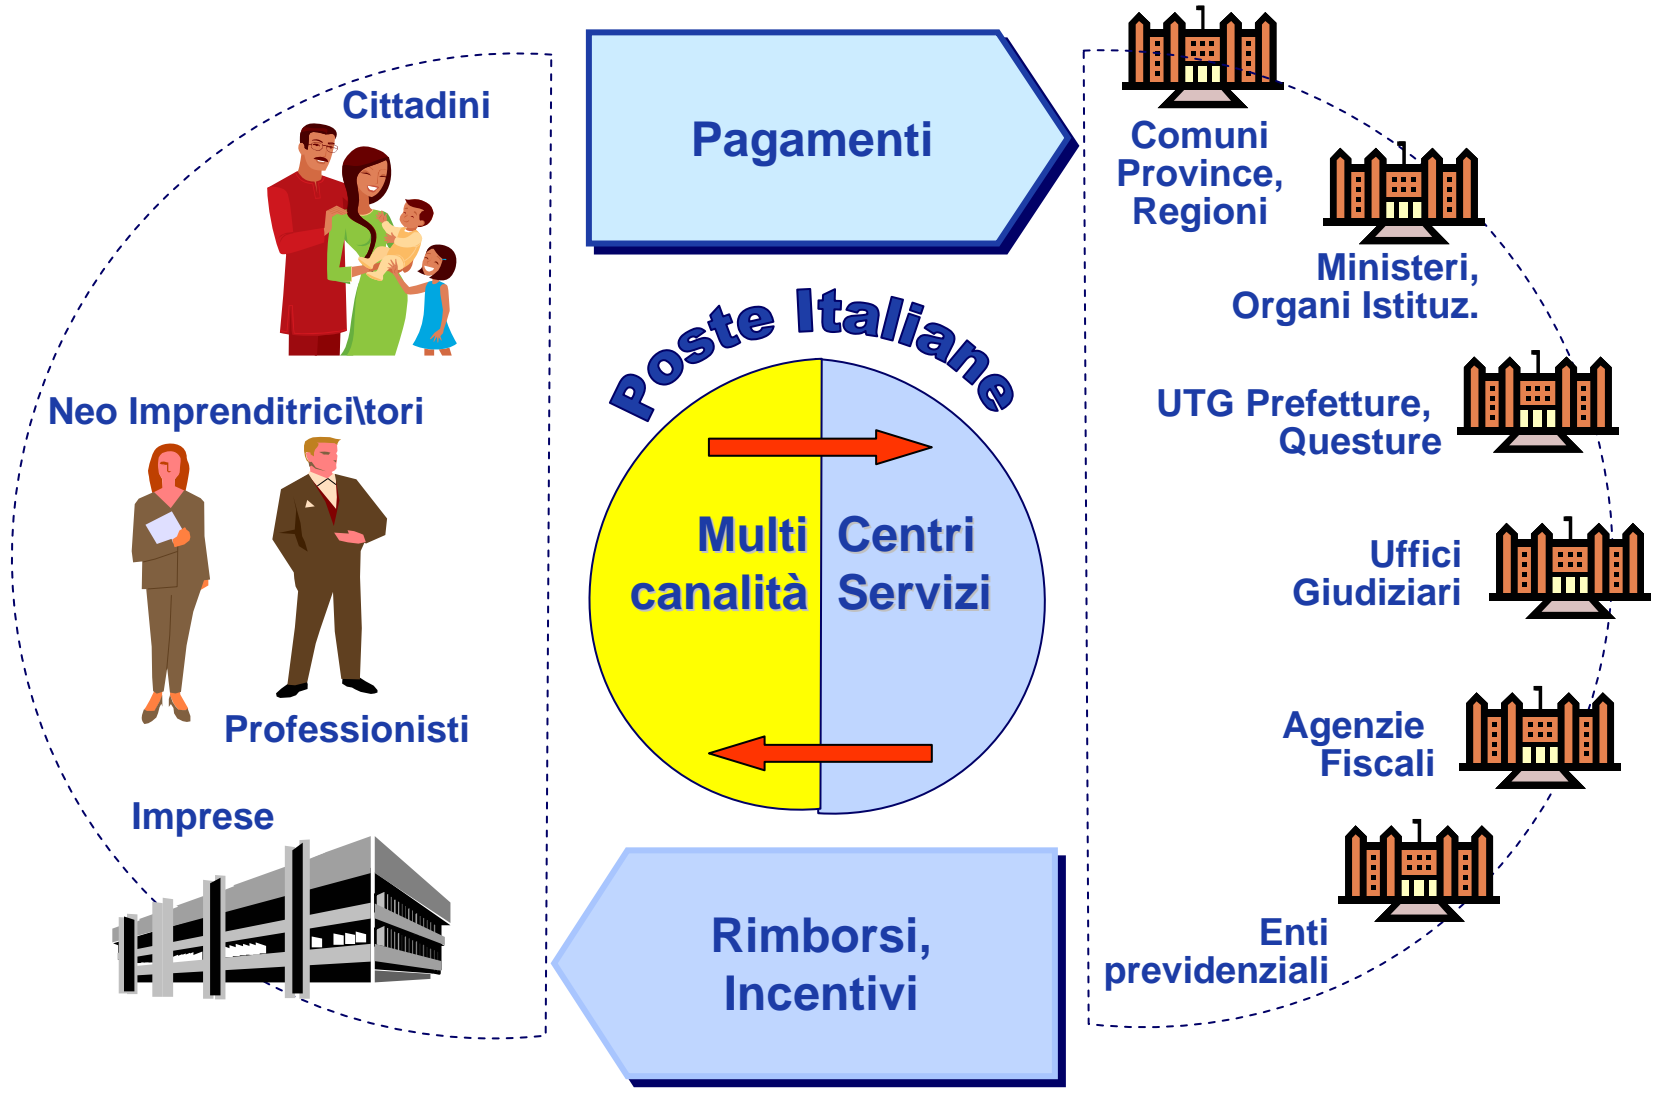 Cittadini
Neo Imprenditrici\tori
Professionisti
Imprese
Pagamenti
Poste Italiane
Multi
canalità
Centri
Servizi
Rimborsi,
Incentivi
Comuni
Province,
Regioni
Ministeri,
Organi Istituz.
UTG Prefetture,
Questure
Uffici
Giudiziari
Agenzie
Fiscali
Enti
previdenziali